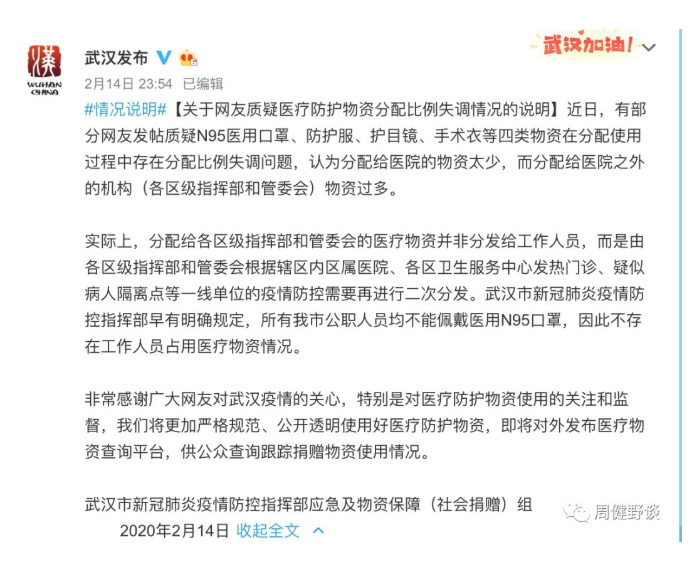 武汉发布
武汉加油!
漢
WUHAN
CHINA
2月14日 23:54 已编辑
#情况说明#【关于网友质疑医疗防护物资分配比例失调情况的说明】近日，有部
分网友发帖质疑N95医用口罩、防护服、护目镜、手术衣等四类物资在分配使用
过程中存在分配比例失调问题，认为分配给医院的物资太少，而分配给医院之外
的机构（各区级指挥部和管委会）物资过多。
实际上，分配给各区级指挥部和管委会的医疗物资并非分发给工作人员，而是由
各区级指挥部和管委会根据辖区内区属医院、各区卫生服务中心发热门诊、疑似
病人隔离点等一线单位的疫情防控需要再进行二次分发。武汉市新冠肺炎疫情防
控指挥部早有明确规定，所有我市公职人员均不能佩戴医用N95口罩，因此不存
在工作人员占用医疗物资情况。
非常感谢广大网友对武汉疫情的关心，特别是对医疗防护物资使用的关注和监
督，我们将更加严格规范、公开透明使用好医疗防护物资，即将对外发布医疗物
资查询平台，供公众查询跟踪捐赠物资使用情况。
武汉市新冠肺炎疫情防控指挥部应急及物资保障（社会捐赠）组
2020年2月14日 收起全文
周健野谈